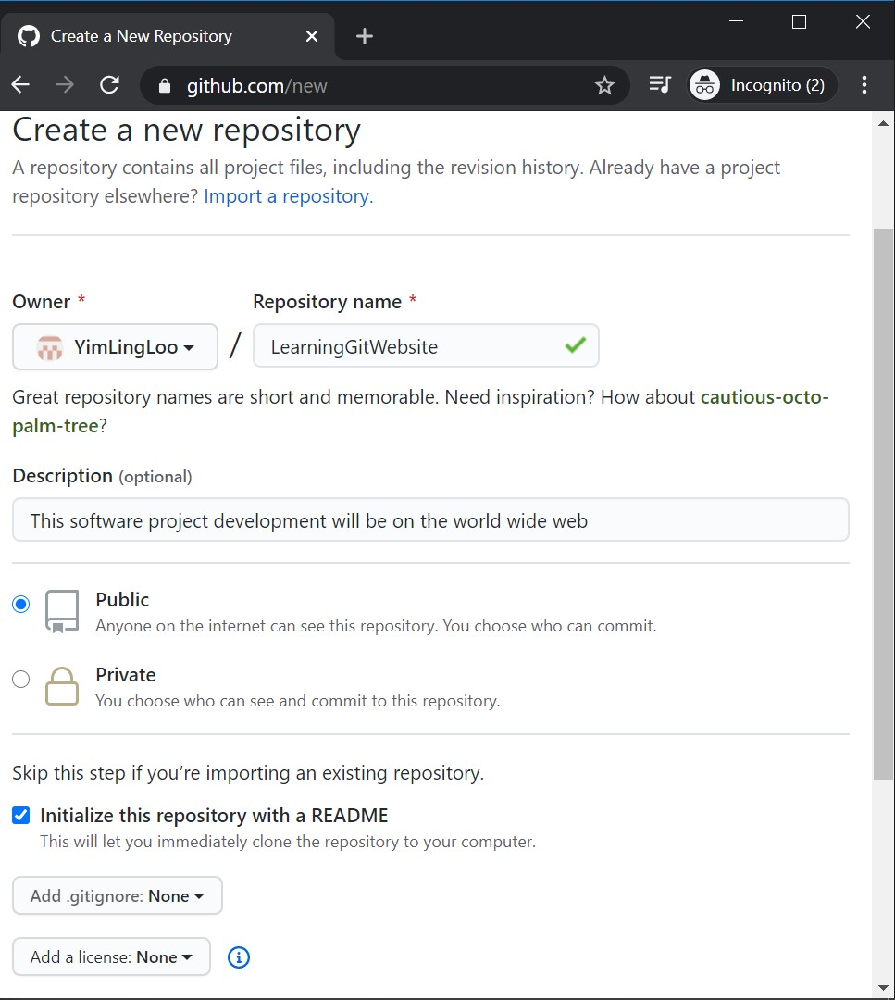 Create a New Repository
github.com/new
Incognito (2)
Create a new repository
A repository contains all project files, including the revision history. Already have a project
repository elsewhere? Import a repository.
Owner *
Repository name *
YimLingLoo
/
LearningGitWebsite
Great repository names are short and memorable. Need inspiration? How about cautious-octo-
palm-tree?
Description (optional)
This software project development will be on the world wide web
Public
Anyone on the internet can see this repository. You choose who can commit.
Private
You choose who can see and commit to this repository.
Skip this step if you’re importing an existing repository.
Initialize this repository with a README
This will let you immediately clone the repository to your computer.
Add .gitignore: None
Add a license: None